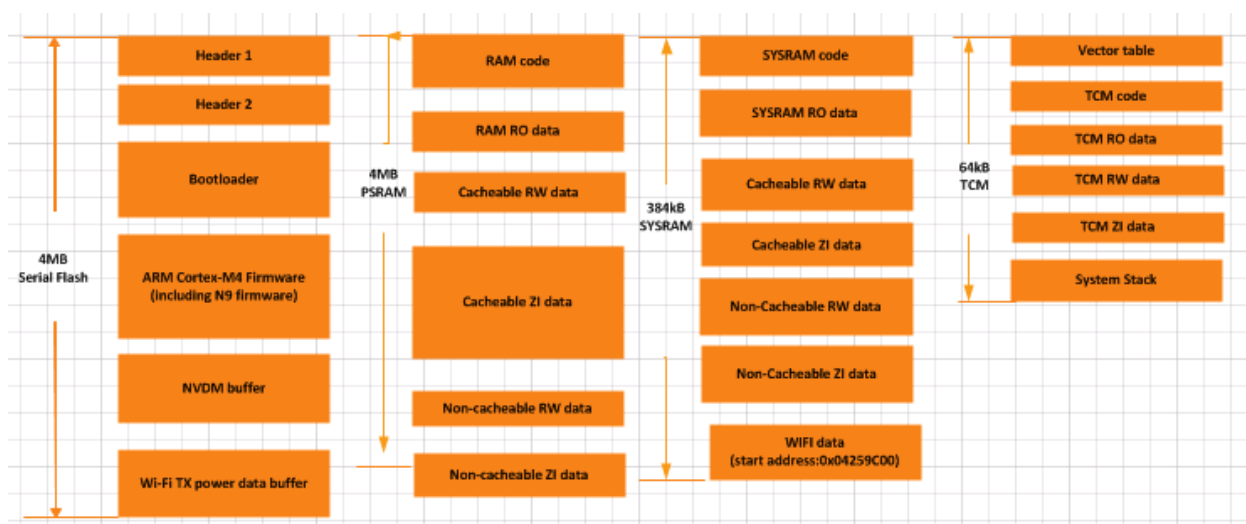 4MB
Serial Flash
Header 1
Header 2
Bootloader
ARM Cortex-M4 Firmware
(including N9 firmware)
NVDM buffer
Wi-Fi TX power data buffer
4MB
PSRAM
RAM code
RAM RO data
Cacheable RW data
Cacheable ZI data
Non-cacheable RW data
Non-cacheable ZI data
384kB
SYSRAM
SYSRAM code
SYSRAM RO data
Cacheable RW data
Cacheable ZI data
Non-Cacheable RW data
Non-Cacheable ZI data
WIFI data
(start address:0x04259C00)
64kB
TCM
Vector table
TCM code
TCM RO data
TCM RW data
TCM ZI data
System Stack